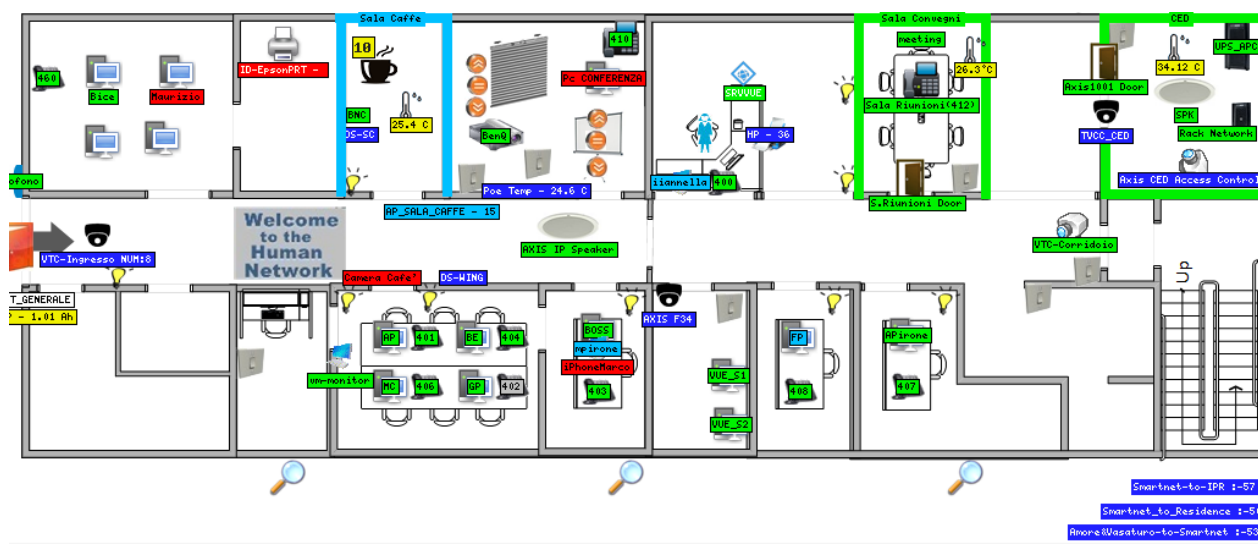 Sala Caffe
Sala Convegni
CED
460
Bice
Maurizio
ID-EpsonPRT -
10
BNC
DS-SC
25.4 C
BenQ
410
Pc CONFERENZA
Poe Temp - 24.6 C
SRVVUE
HP - 36
iiannella
400
meeting
26.3°C
Sala Riunioni(412)
S.Riunioni Door
Axis1001 Door
34.12 C
UPS_APC
SPK
Rack Network
TVCC_CED
Axis CED Access Control
ofono
AP_SALA_CAFFE - 15
Welcome
to the
Human
Network
AXIS IP Speaker
VTC-Corridoio
VTC-Ingresso NUM:8
Camera Cafe'
DS-WING
T_GENERALE
P - 1.01 Ah
AXIS F34
Up
AP
401
BE
404
MC
406
GP
402
vm-monitor
BOSS
mpirone
iPhoneMarco
403
VUE_S1
VUE_S2
FP
408
APirone
407
Smartnet-to-IPR :-57
Smartnet_to_Residence :-5
Amore&Vasaturo-to-Smartnet :-53